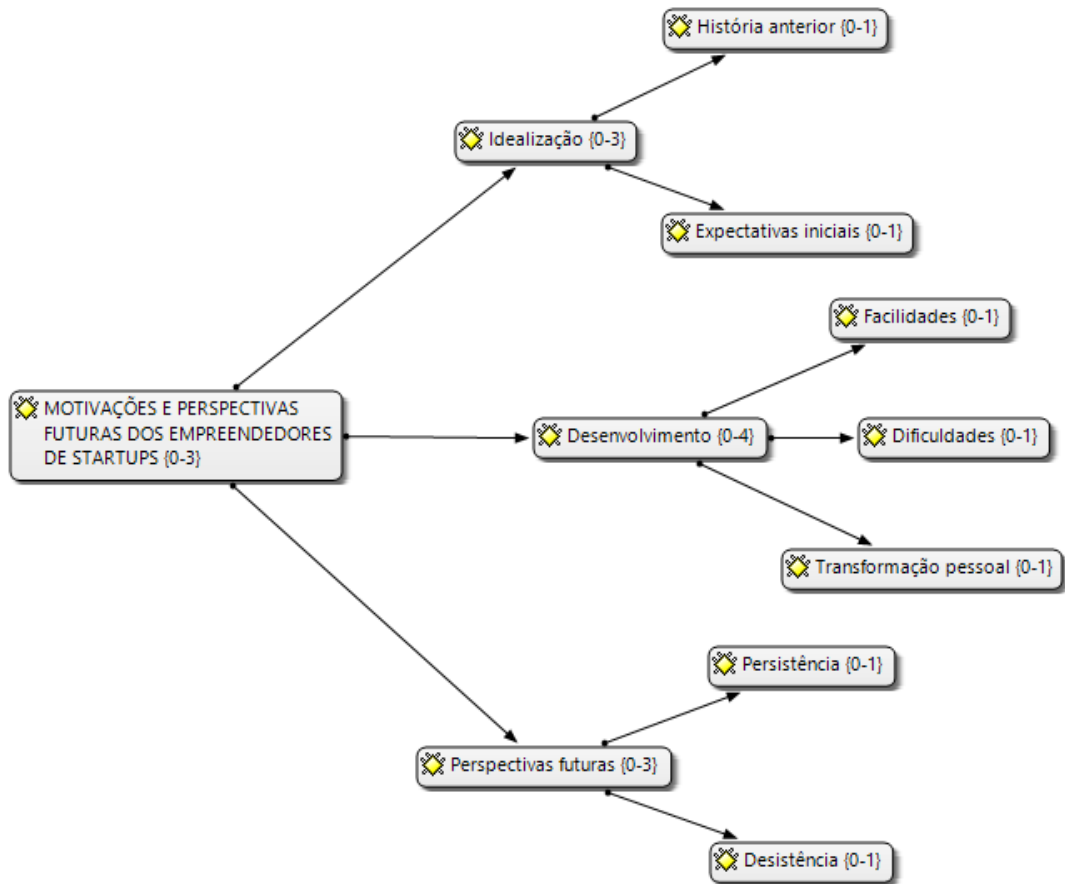 História anterior {0-1}
Idealização {0-3}
Expectativas iniciais {0-1}
Facilidades {0-1}
MOTIVAÇÕES E PERSPECTIVAS
FUTURAS DOS EMPREENDEDORES
DE STARTUPS {0-3}
Desenvolvimento {0-4}
Dificuldades {0-1}
Transformação pessoal {0-1}
Persistência {0-1}
Perspectivas futuras {0-3}
Desistência {0-1}